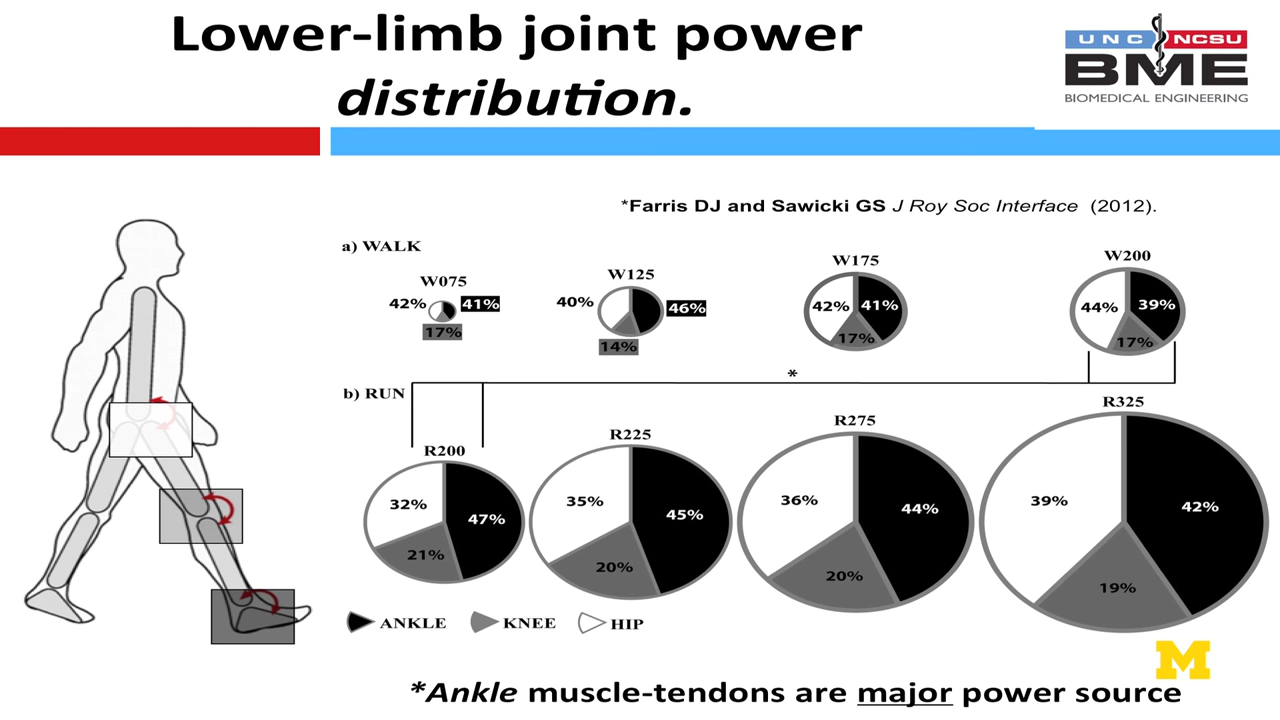 Lower-limb joint power
distribution.
UNC NCSU
BME
BIOMEDICAL ENGINEERING
*Farris DJ and Sawicki GS J Roy Soc Interface (2012).
a) WALK
W075
42% 41%
17%
W125
40% 46%
14%
W175
42% 41%
17%
W200
44% 39%
17%
*
b) RUN
R200
32% 47%
21%
R225
35% 45%
20%
R275
36% 44%
20%
R325
39% 42%
19%
ANKLE KNEE HIP
M
*Ankle muscle-tendons are major power source